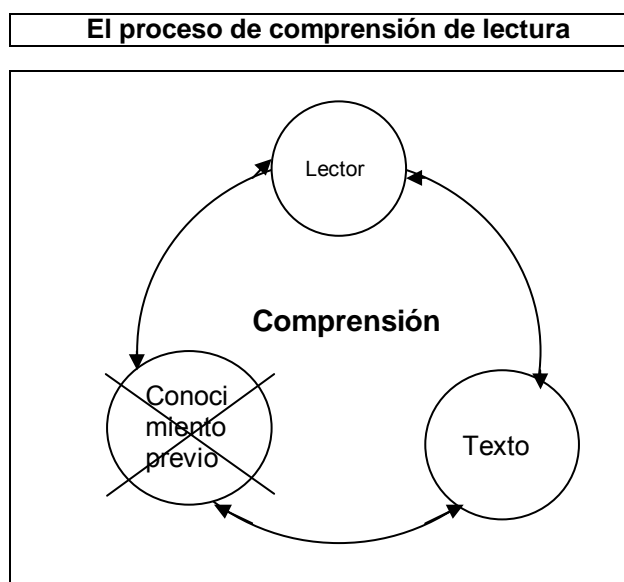 El proceso de comprensión de lectura
Lector
Comprensión
Conoci
miento
previo
Texto